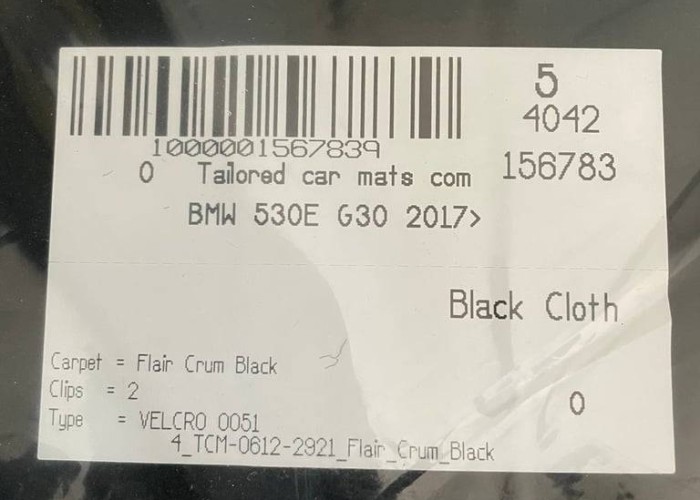 5
4042
1000001567839
156783
0 Tailored car mats com
BMW 530E G30 2017>
Black Cloth
Carpet = Flair Crum Black
Clips = 2
0
Type = VELCRO 0051
4_TCM-0612-2921_Flair_Crum_Black